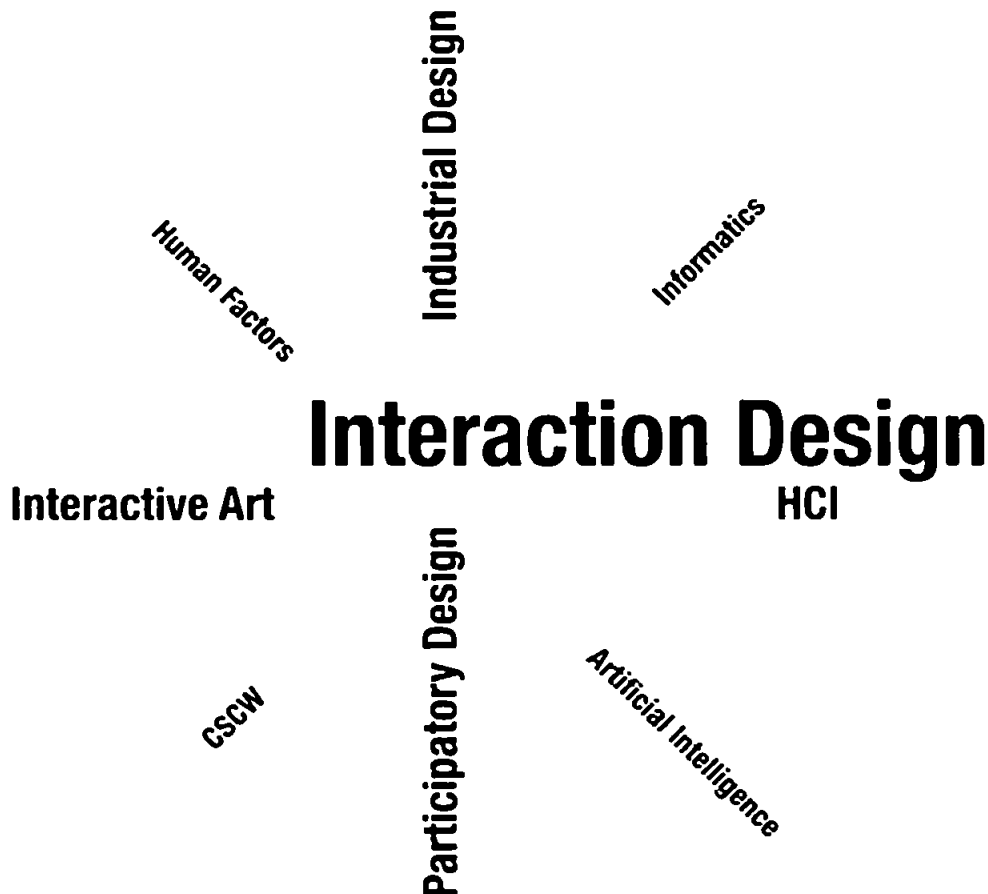 Industrial Design
Human Factors
Informatics
Interaction Design
Interactive Art
HCI
Participatory Design
CSCW
Artificial Intelligence